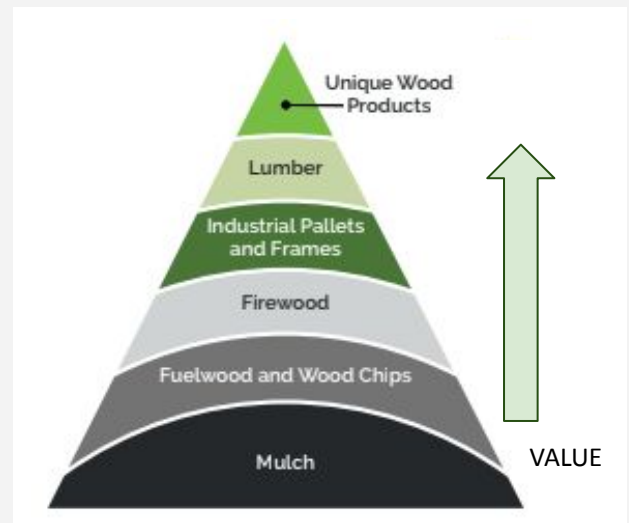 Unique Wood
Products
Lumber
Industrial Pallets
and Frames
Firewood
Fuelwood and Wood Chips
Mulch
VALUE